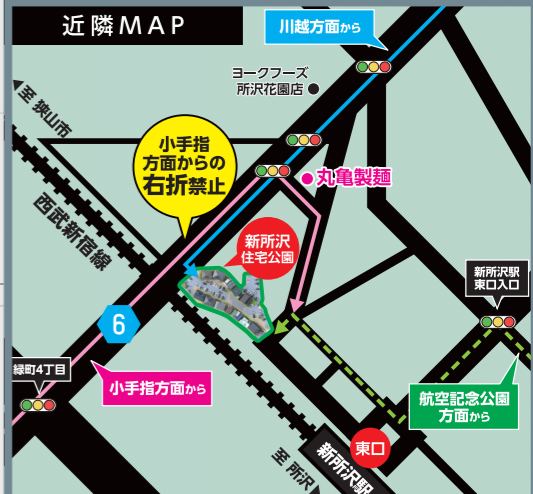 近隣MAP
川越方面から
ヨークフーズ
所沢花園店
至 狭山市
小手指
方面からの
右折禁止
丸亀製麺
西武新宿線
新所沢
住宅公園
新所沢駅
東口入口
6
緑町4丁目
小手指方面から
航空記念公園
方面から
東口
新所沢駅
至 所沢